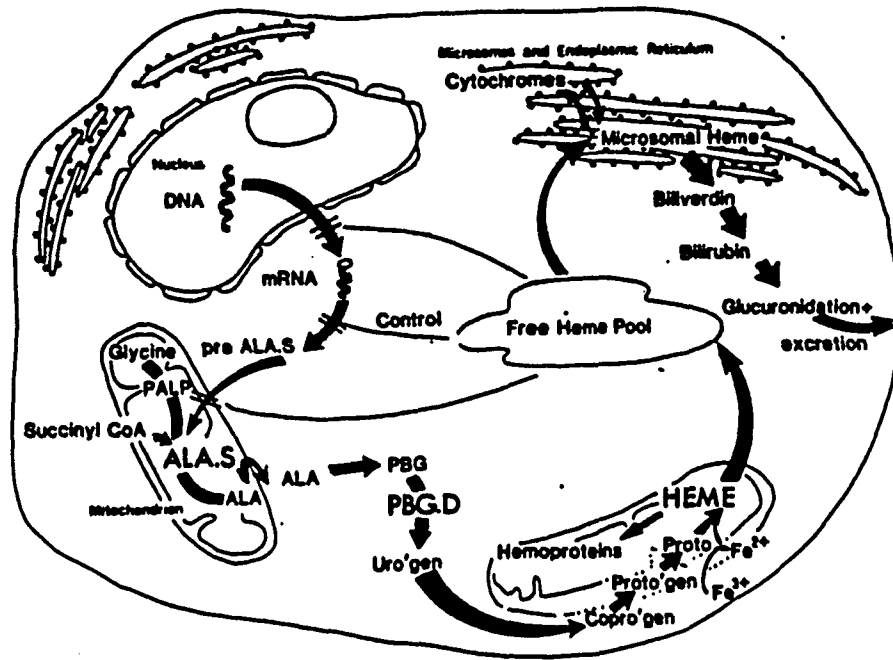 Microsomes and Endoplasmic Reticulum
Cytochromes
Microsomal Heme
Nucleus
DNA
Biliverdin
Bilirubin
mRNA
Glucuronidation+
excretion
Free Heme Pool
Control
pre ALA.S
Glycine
PALP
Succinyl CoA
ALA.S
ALA
ALA
PBG
PBG.D
Mitochondrion
HEME
Hemoproteins
Proto
Fe2+
Uro'gen
Proto'gen
Fe3+
Copro'gen